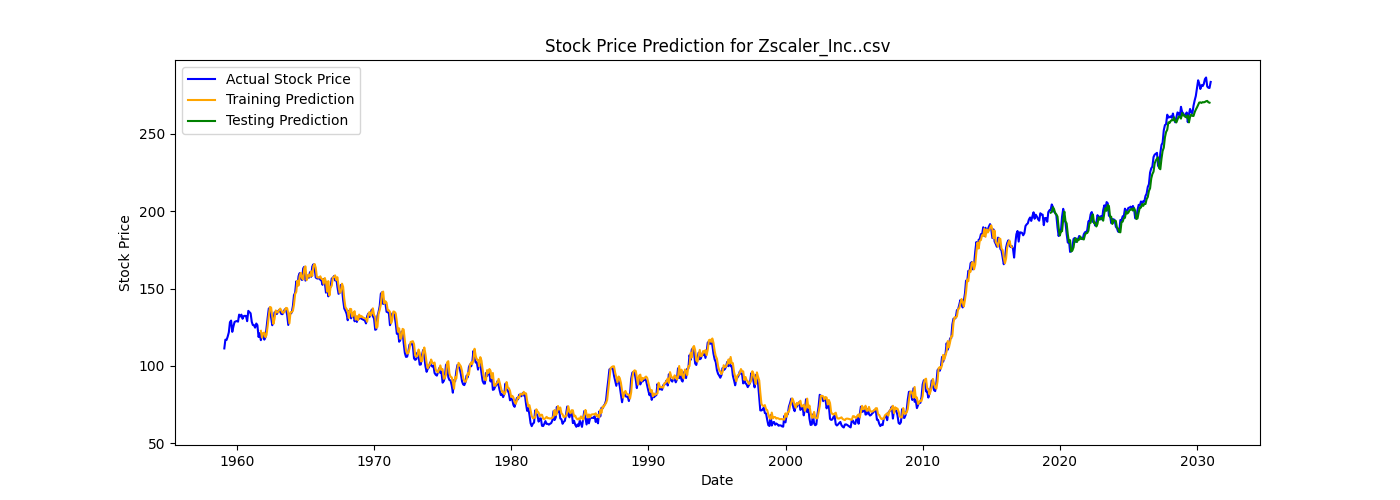 Stock Price Prediction for Zscaler_Inc..csv
Actual Stock Price
Training Prediction
Testing Prediction
Stock Price
250
200
150
100
50
1960 1970 1980 1990 2000 2010 2020 2030
Date